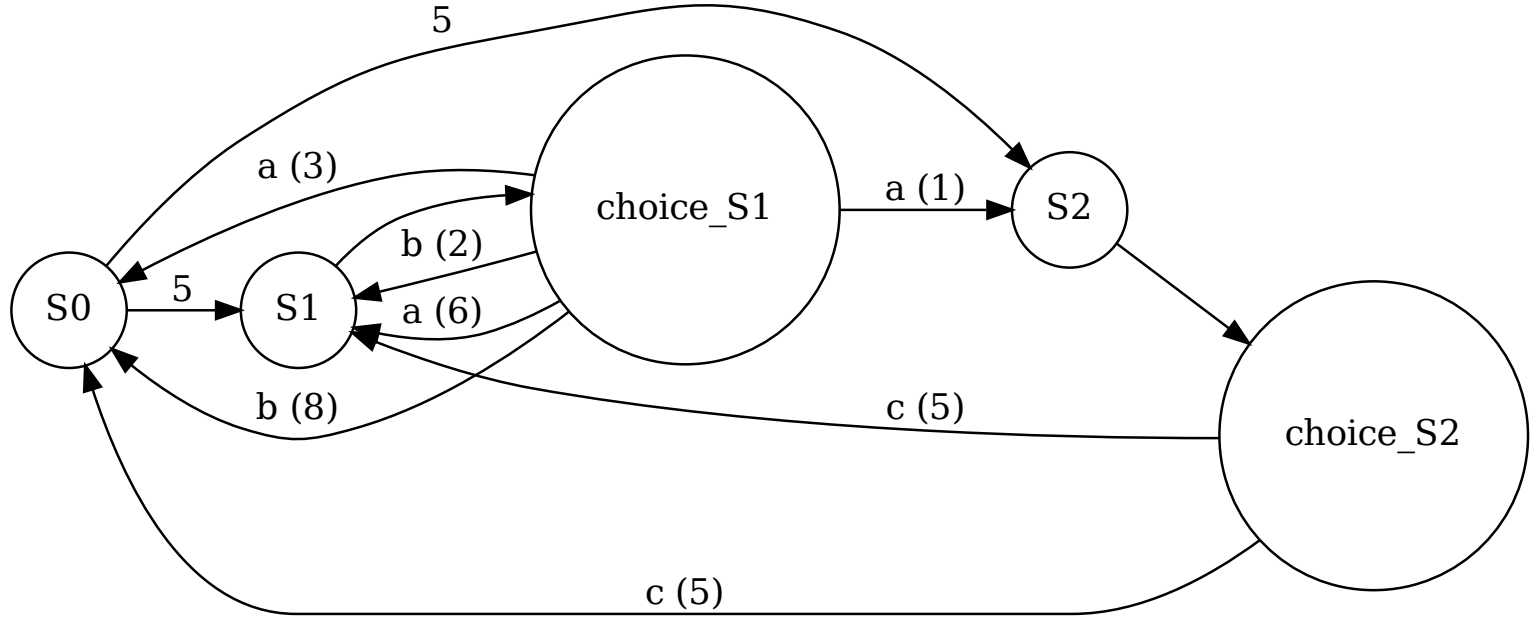 5
a (3)
choice_S1
a (1)
S2
b (2)
S0
5
S1
a (6)
b (8)
c (5)
choice_S2
c (5)